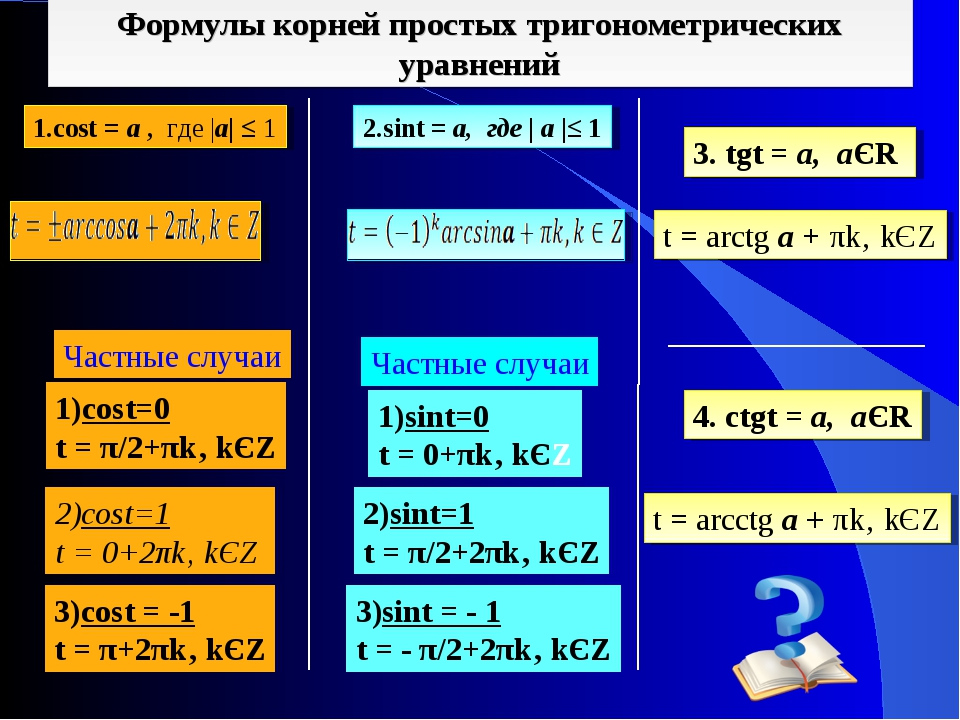 Формулы корней простых тригонометрических
уравнений
1.cost = a , где |a| ≤ 1
t = ±arccosa + 2πk, k ∈ Z
Частные случаи
1)cost=0
t = π/2+πk, kЄZ
2)cost=1
t = 0+2πk, kЄZ
3)cost = -1
t = π+2πk, kЄZ
2.sint = a, где | a |≤ 1
t = (−1)ᵏarcsina + πk, k ∈ Z
Частные случаи
1)sint=0
t = 0+πk, kЄZ
2)sint=1
t = π/2+2πk, kЄZ
3)sint = - 1
t = - π/2+2πk, kЄZ
3. tgt = a, aЄR
t = arctg a + πk, kЄZ
4. ctgt = a, aЄR
t = arcctg a + πk, kЄZ